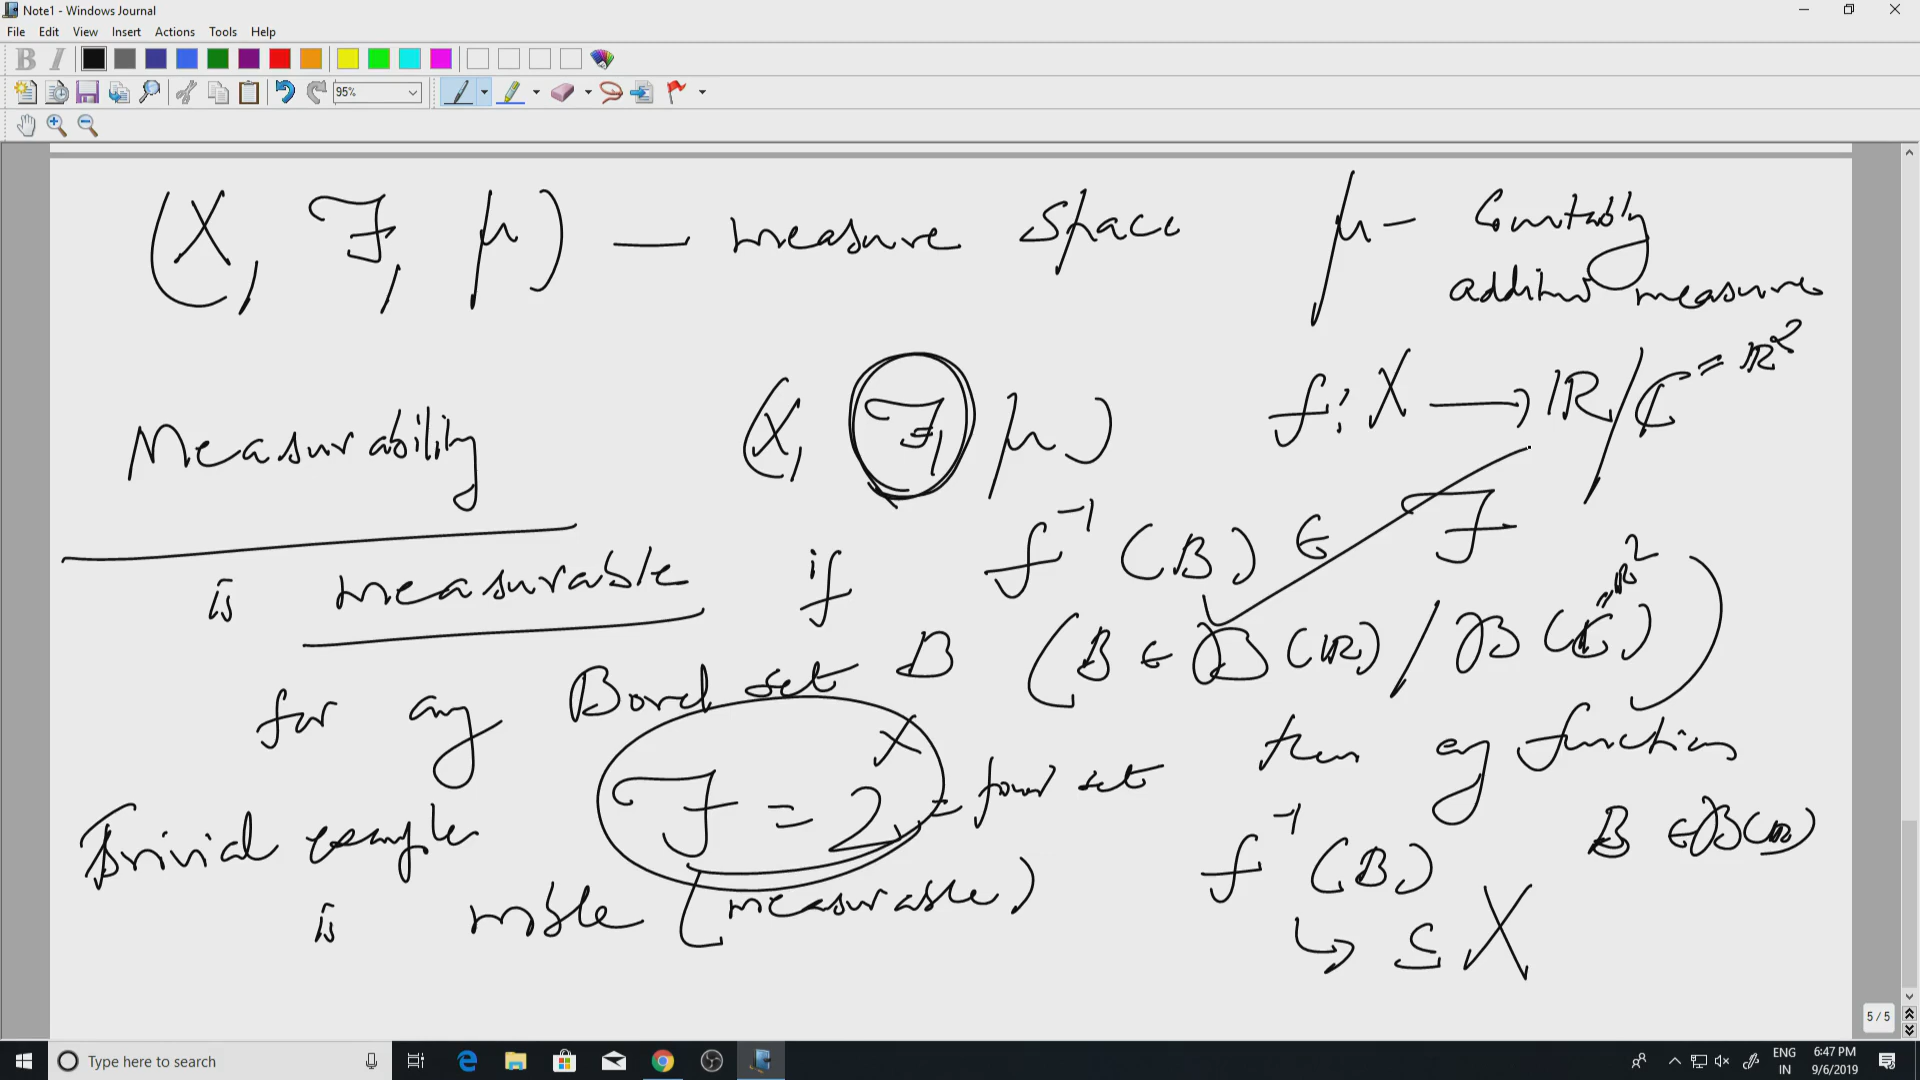 Note1 - Windows Journal
File Edit View Insert Actions Tools Help
95%
(X, ℱ, μ) — measure space μ - Countably
additive measure
Measurability (X, ℱ, μ) f: X → ℝ/ℂ = ℝ²
is measurable if f⁻¹(B) ∈ ℱ
for any Borel set B (B ∈ 𝓑(ℝ) / 𝓑(ℂ) = ℝ²)
Trivial example ℱ = 2^X = power set then any function
is mble (measurable) f⁻¹(B) B ∈ 𝓑(ℝ)
↳ ⊆ X
5 / 5
Type here to search
ENG
IN
6:47 PM
9/6/2019